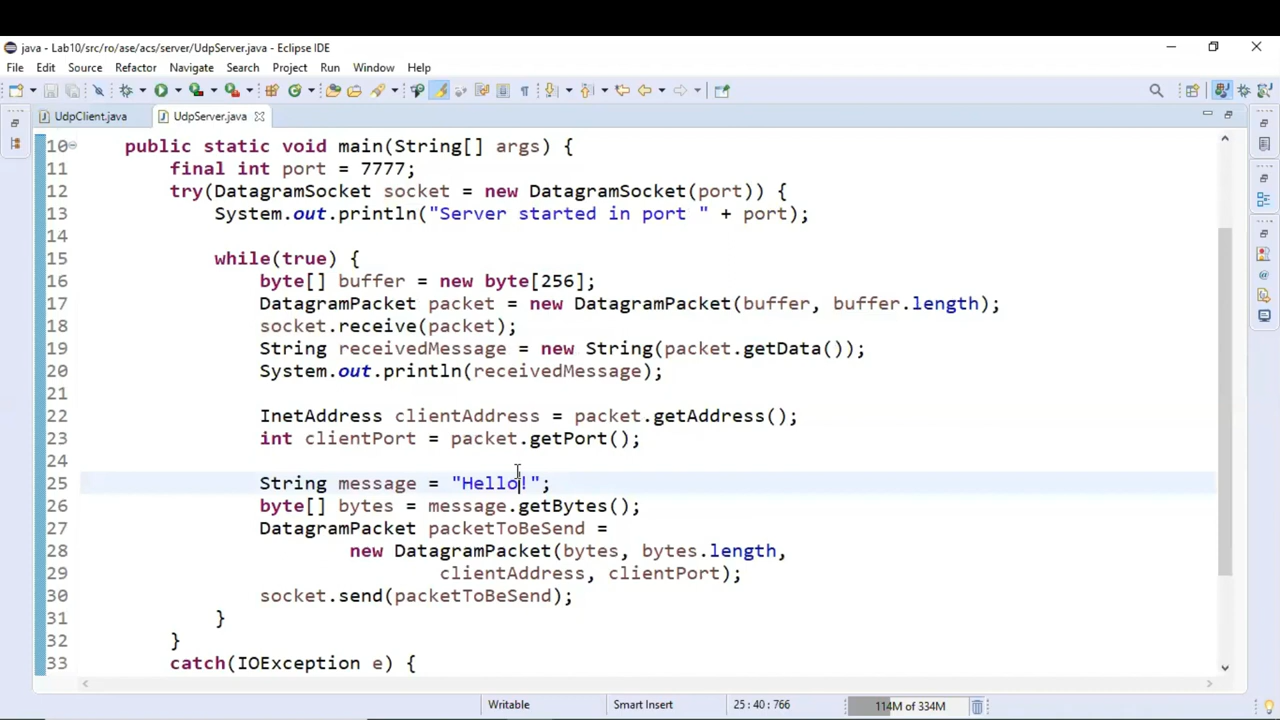 java - Lab10/src/ro/ase/acs/server/UdpServer.java - Eclipse IDE
File Edit Source Refactor Navigate Search Project Run Window Help
UdpClient.java UdpServer.java
10 public static void main(String[] args) {
11 final int port = 7777;
12 try(DatagramSocket socket = new DatagramSocket(port)) {
13 System.out.println("Server started in port " + port);
14
15 while(true) {
16 byte[] buffer = new byte[256];
17 DatagramPacket packet = new DatagramPacket(buffer, buffer.length);
18 socket.receive(packet);
19 String receivedMessage = new String(packet.getData());
20 System.out.println(receivedMessage);
21
22 InetAddress clientAddress = packet.getAddress();
23 int clientPort = packet.getPort();
24
25 String message = "Hello!";
26 byte[] bytes = message.getBytes();
27 DatagramPacket packetToBeSend =
28 new DatagramPacket(bytes, bytes.length,
29 clientAddress, clientPort);
30 socket.send(packetToBeSend);
31 }
32 }
33 catch(IOException e) {
Writable Smart Insert 25 : 40 : 766 114M of 334M